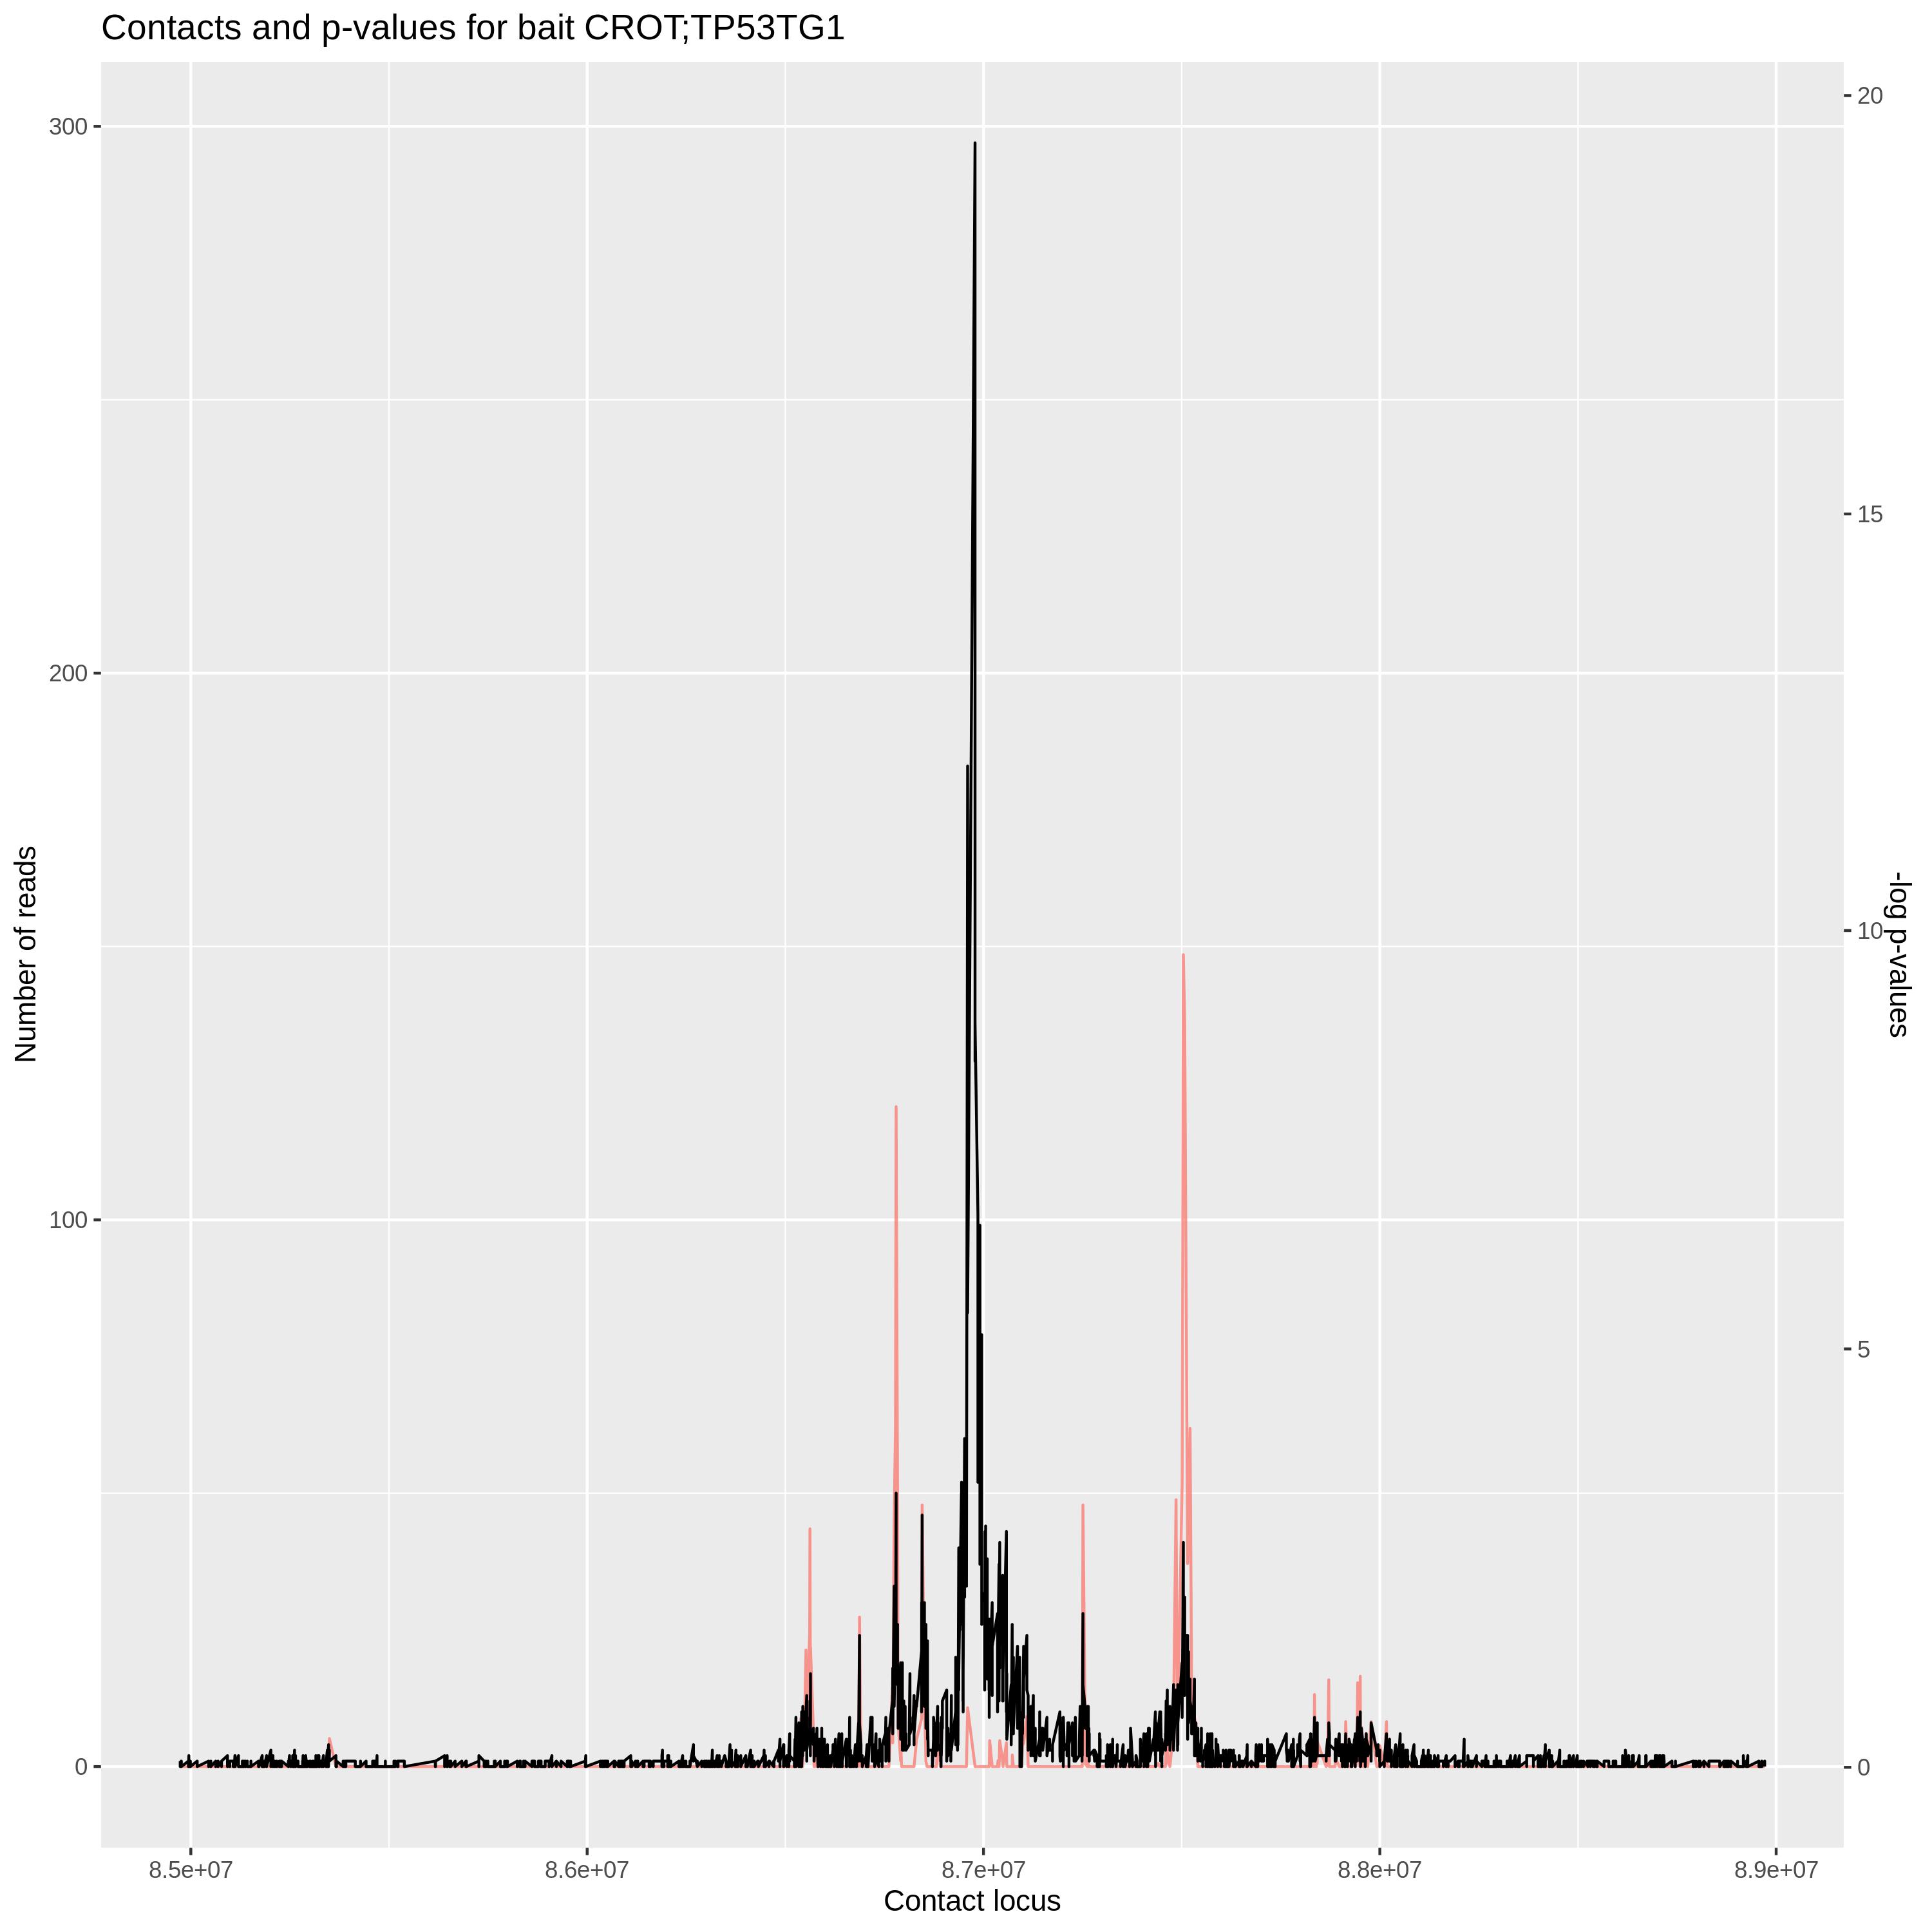 Contacts and p-values for bait CROT;TP53TG1
300
200
100
0
Number of reads
20
15
10
5
0
-log p-values
8.5e+07
8.6e+07
8.7e+07
8.8e+07
8.9e+07
Contact locus